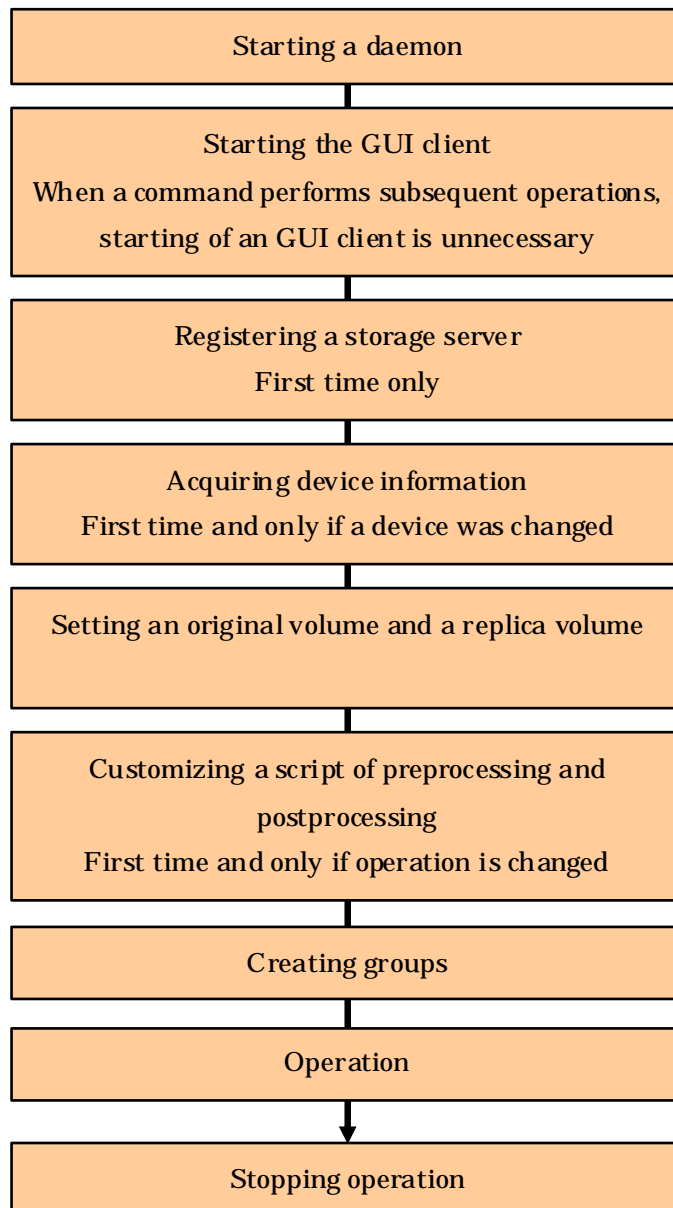 Starting a daemon
Starting the GUI client
When a command performs subsequent operations,
starting of an GUI client is unnecessary
Registering a storage server
First time only
Acquiring device information
First time and only if a device was changed
Setting an original volume and a replica volume
Customizing a script of preprocessing and
postprocessing
First time and only if operation is changed
Creating groups
Operation
Stopping operation